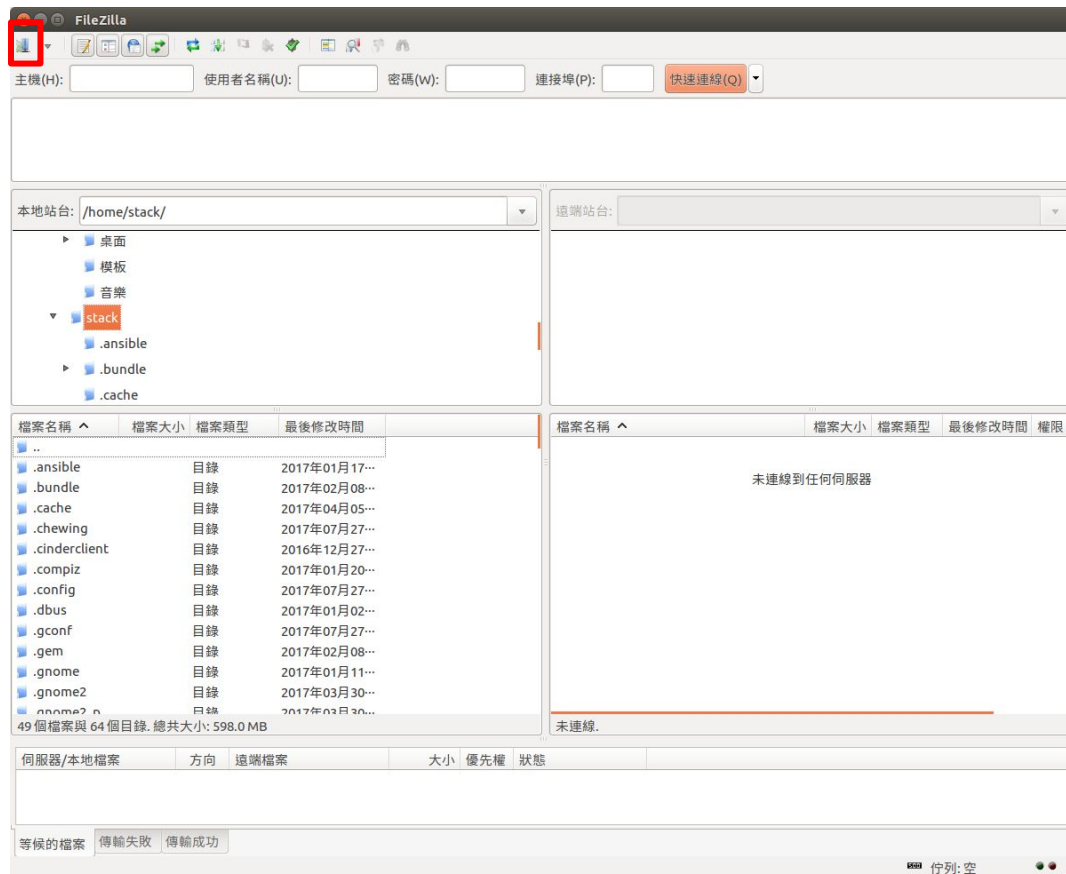 FileZilla
主機(H): 使用者名稱(U): 密碼(W): 連接埠(P): 快速連線(Q)
本地站台: /home/stack/
桌面
模板
音樂
stack
.ansible
.bundle
.cache
遠端站台:
檔案名稱 檔案大小 檔案類型 最後修改時間
..
.ansible 目錄 2017年01月17…
.bundle 目錄 2017年02月08…
.cache 目錄 2017年04月05…
.chewing 目錄 2017年07月27…
.cinderclient 目錄 2016年12月27…
.compiz 目錄 2017年01月20…
.config 目錄 2017年07月27…
.dbus 目錄 2017年01月02…
.gconf 目錄 2017年07月27…
.gem 目錄 2017年02月08…
.gnome 目錄 2017年01月11…
.gnome2 目錄 2017年03月30…
.gnome2_p 目錄 2017年03月30…
49 個檔案與 64 個目錄. 總共大小: 598.0 MB
檔案名稱 檔案大小 檔案類型 最後修改時間 權限
未連線到任何伺服器
未連線.
伺服器/本地檔案 方向 遠端檔案 大小 優先權 狀態
等候的檔案 傳輸失敗 傳輸成功
佇列: 空